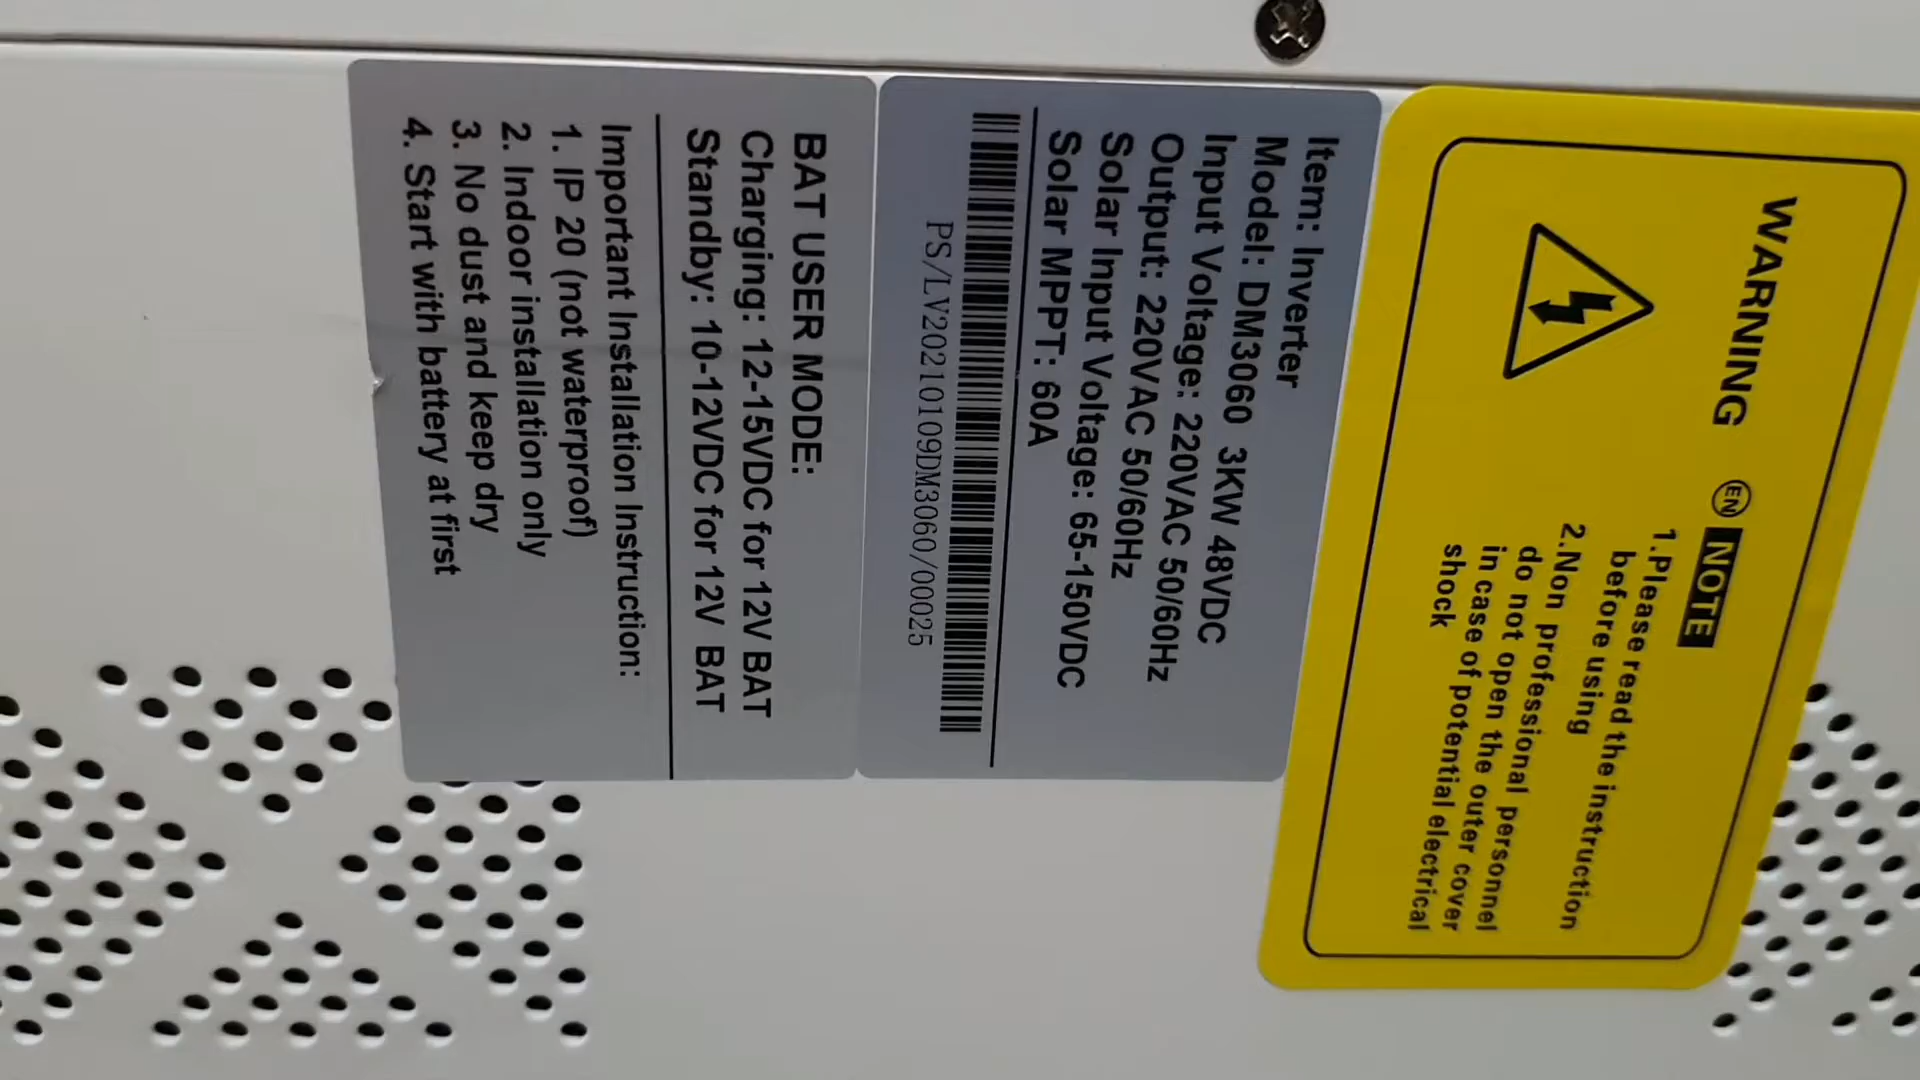 WARNING
EN NOTE
1.Please read the instruction
before using
2.Non professional personnel
do not open the outer cover
in case of potential electrical
shock
Item: Inverter
Model: DM3060 3KW 48VDC
Input Voltage: 220VAC 50/60Hz
Output: 220VAC 50/60Hz
Solar Input Voltage: 65-150VDC
Solar MPPT: 60A
PS/LV20210109DM3060/00025
BAT USER MODE:
Charging: 12-15VDC for 12V BAT
Standby: 10-12VDC for 12V BAT
Important Installation Instruction:
1. IP 20 (not waterproof)
2. Indoor installation only
3. No dust and keep dry
4. Start with battery at first